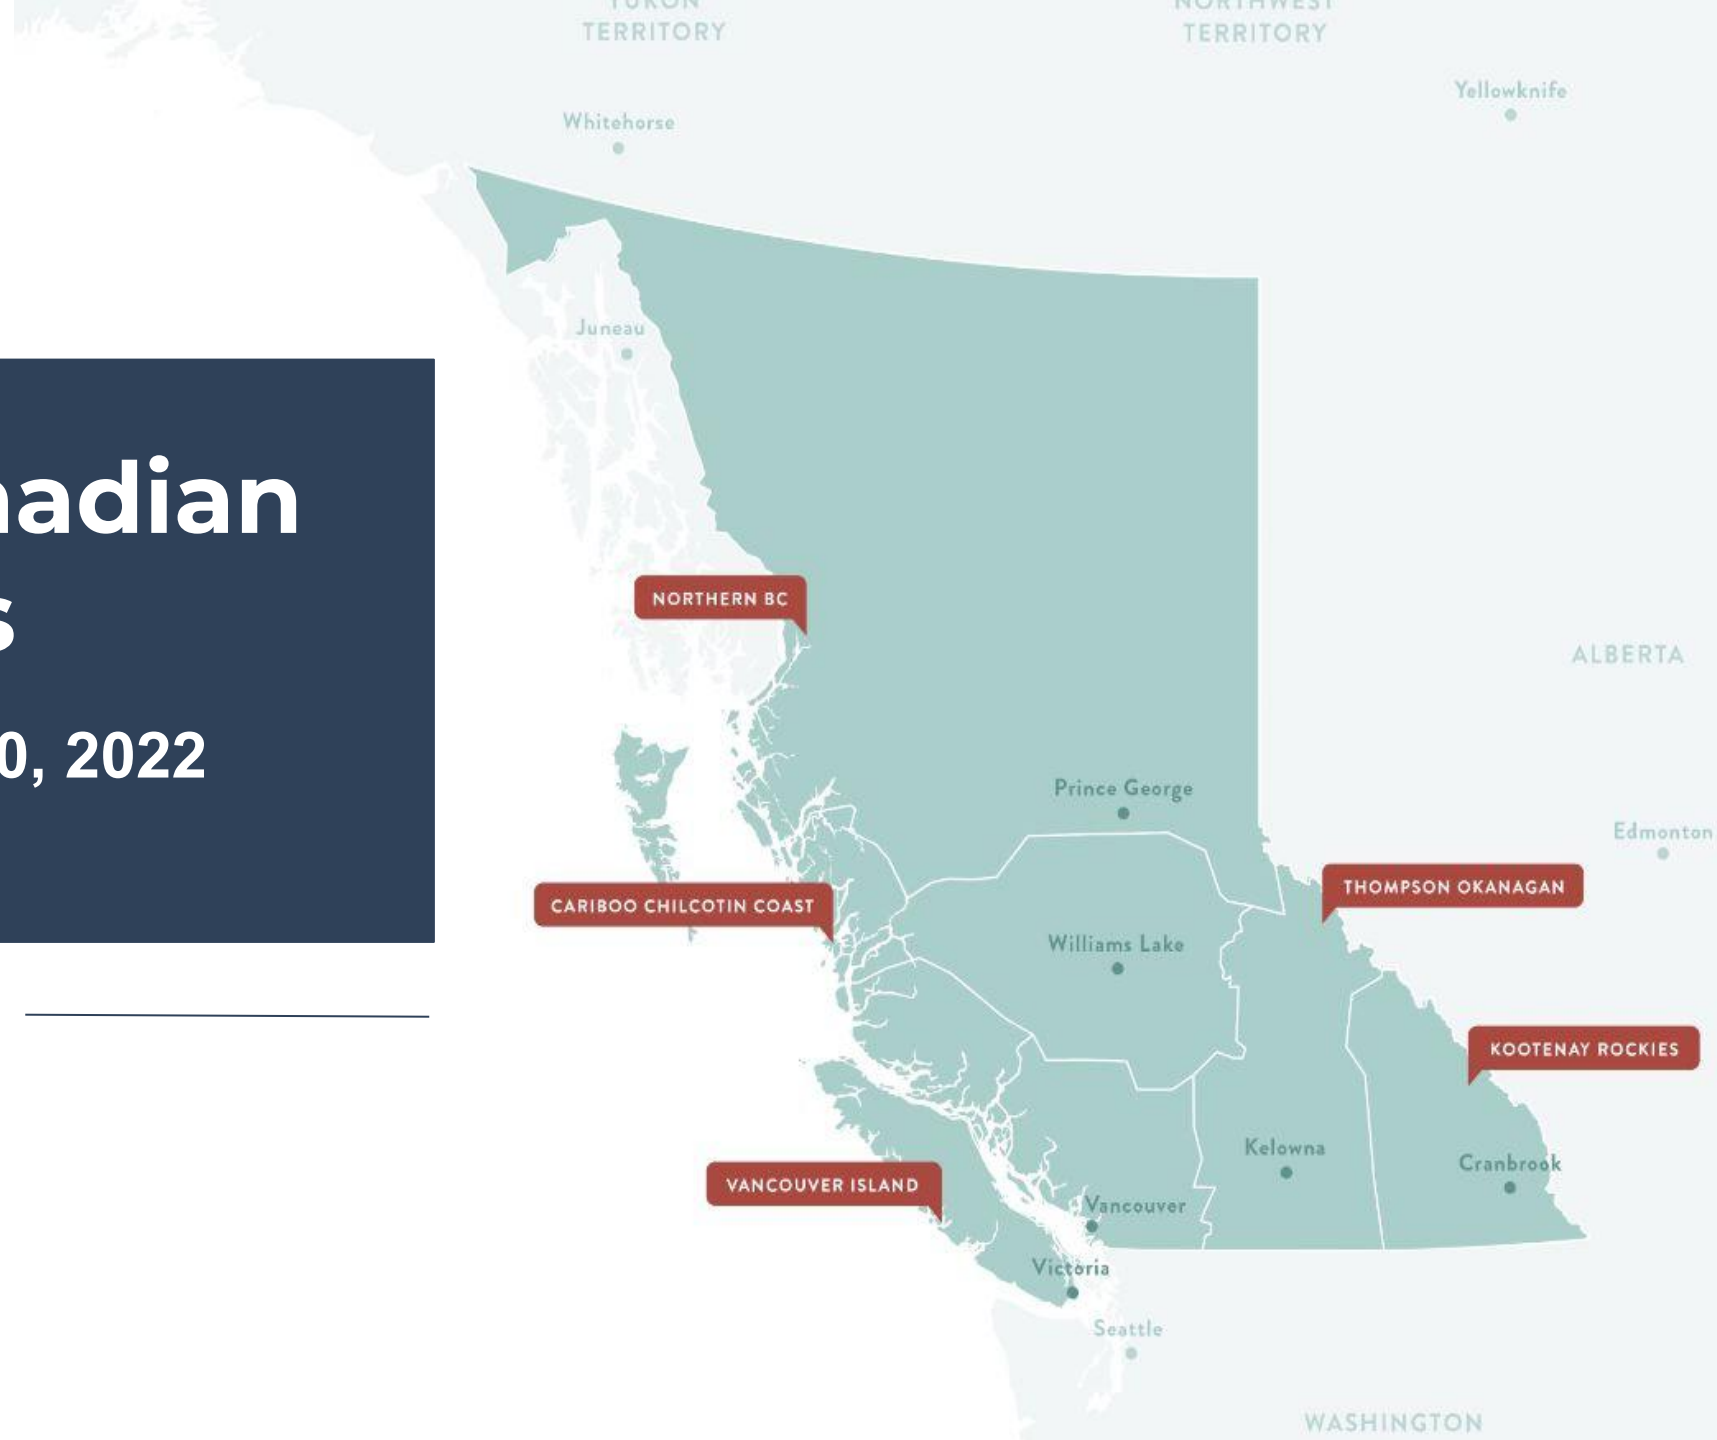 TERRITORY
TERRITORY
Yellowknife
Whitehorse
Juneau
nadian
s
0, 2022
NORTHERN BC
ALBERTA
Prince George
Edmonton
THOMPSON OKANAGAN
CARIBOO CHILCOTIN COAST
Williams Lake
KOOTENAY ROCKIES
Kelowna
Cranbrook
VANCOUVER ISLAND
Vancouver
Victoria
Seattle
WASHINGTON